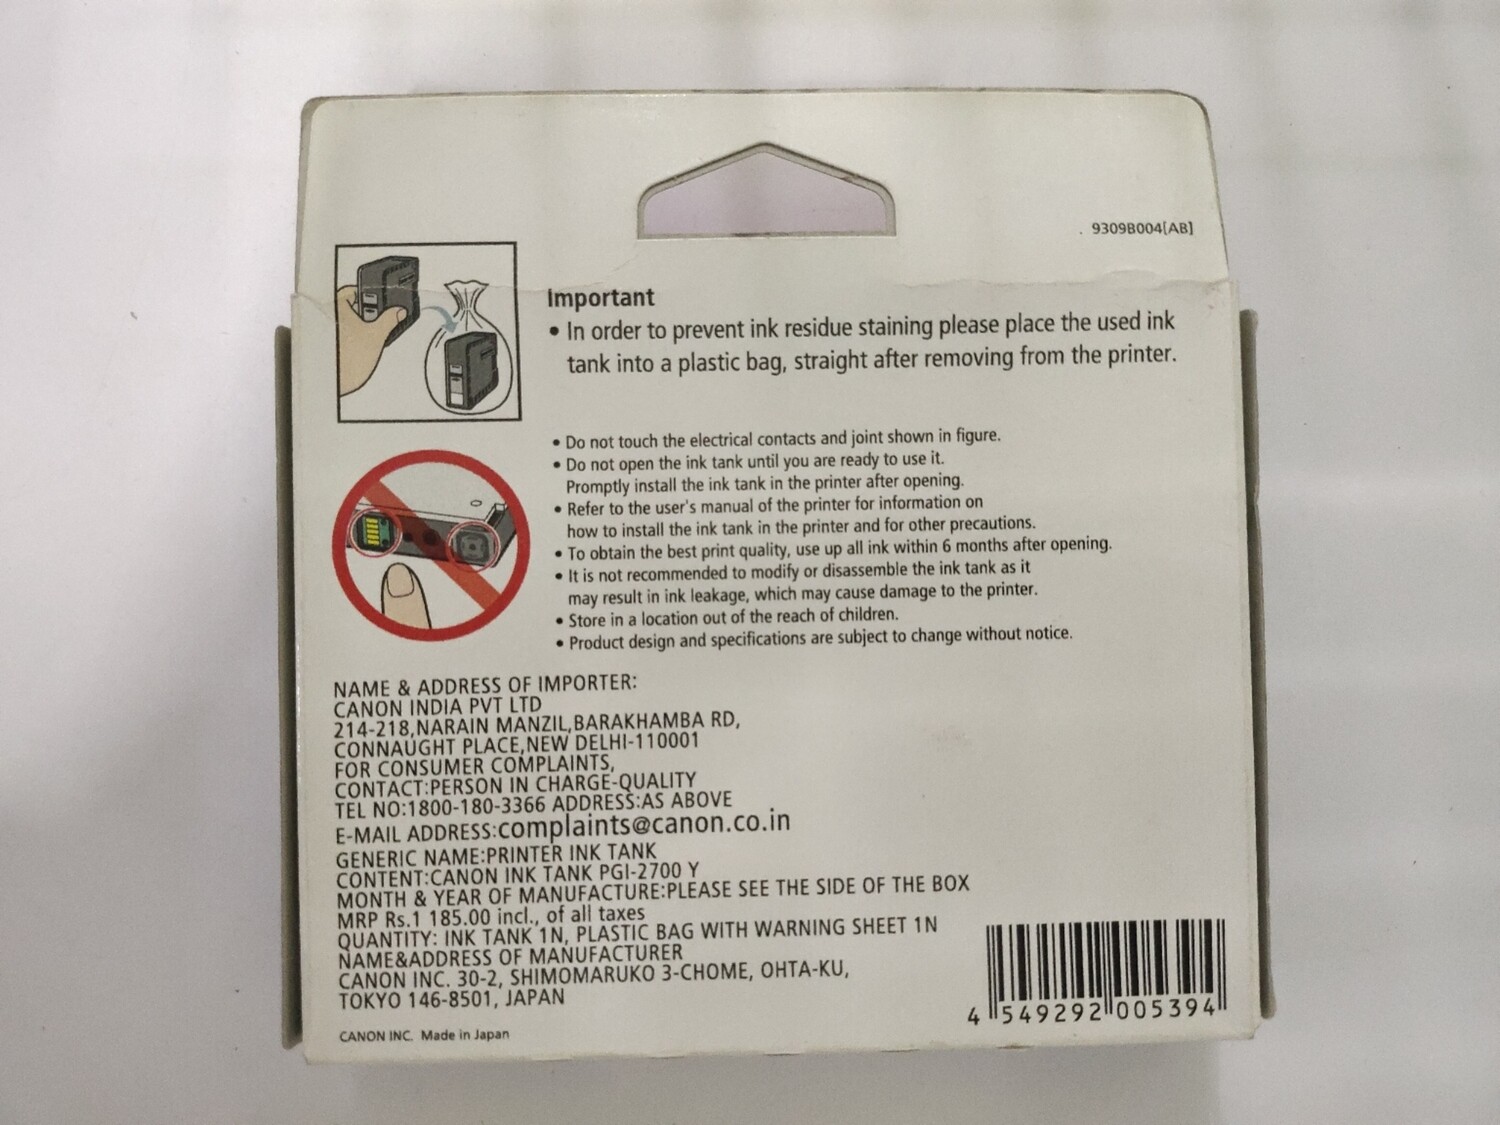 9309B004[AB]
Important
• In order to prevent ink residue staining please place the used ink
tank into a plastic bag, straight after removing from the printer.
• Do not touch the electrical contacts and joint shown in figure.
• Do not open the ink tank until you are ready to use it.
Promptly install the ink tank in the printer after opening.
• Refer to the user's manual of the printer for information on
how to install the ink tank in the printer and for other precautions.
• To obtain the best print quality, use up all ink within 6 months after opening.
• It is not recommended to modify or disassemble the ink tank as it
may result in ink leakage, which may cause damage to the printer.
• Store in a location out of the reach of children.
• Product design and specifications are subject to change without notice.
NAME & ADDRESS OF IMPORTER:
CANON INDIA PVT LTD
214-218,NARAIN MANZIL,BARAKHAMBA RD,
CONNAUGHT PLACE,NEW DELHI-110001
FOR CONSUMER COMPLAINTS,
CONTACT:PERSON IN CHARGE-QUALITY
TEL NO:1800-180-3366 ADDRESS:AS ABOVE
E-MAIL ADDRESS:complaints@canon.co.in
GENERIC NAME:PRINTER INK TANK
CONTENT:CANON INK TANK PGI-2700 Y
MONTH & YEAR OF MANUFACTURE:PLEASE SEE THE SIDE OF THE BOX
MRP Rs.1 185.00 incl., of all taxes
QUANTITY: INK TANK 1N, PLASTIC BAG WITH WARNING SHEET 1N
NAME&ADDRESS OF MANUFACTURER
CANON INC. 30-2, SHIMOMARUKO 3-CHOME, OHTA-KU,
TOKYO 146-8501, JAPAN
CANON INC. Made in Japan
4 549292 005394